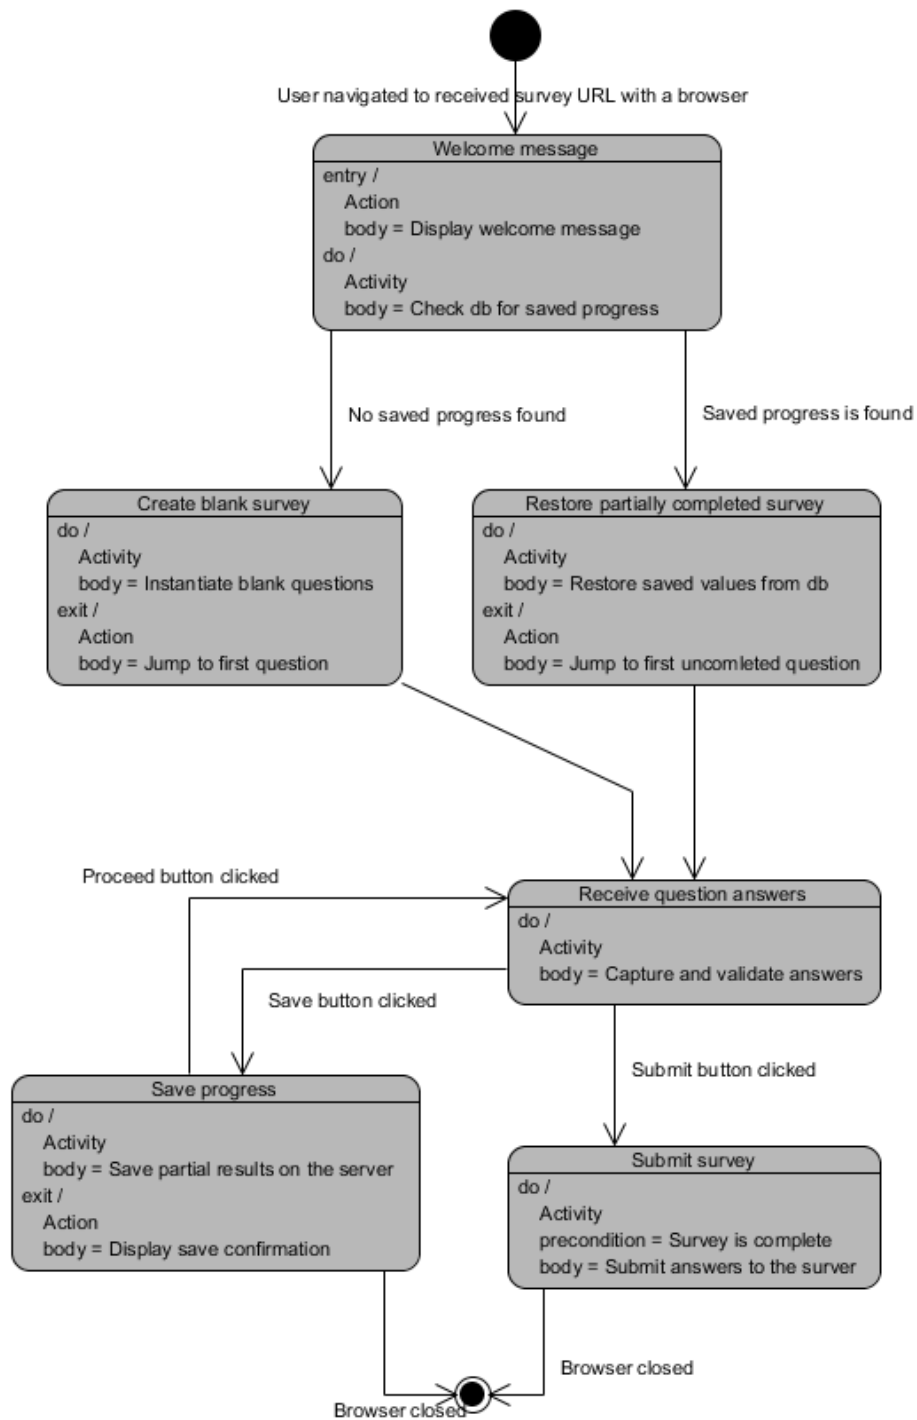 User navigated to received survey URL with a browser
Welcome message
entry /
Action
body = Display welcome message
do /
Activity
body = Check db for saved progress
No saved progress found
Saved progress is found
Create blank survey
do /
Activity
body = Instantiate blank questions
exit /
Action
body = Jump to first question
Restore partially completed survey
do /
Activity
body = Restore saved values from db
exit /
Action
body = Jump to first uncomleted question
Proceed button clicked
Receive question answers
do /
Activity
body = Capture and validate answers
Save button clicked
Submit button clicked
Save progress
do /
Activity
body = Save partial results on the server
exit /
Action
body = Display save confirmation
Submit survey
do /
Activity
precondition = Survey is complete
body = Submit answers to the surver
Browser closed
Browser closed